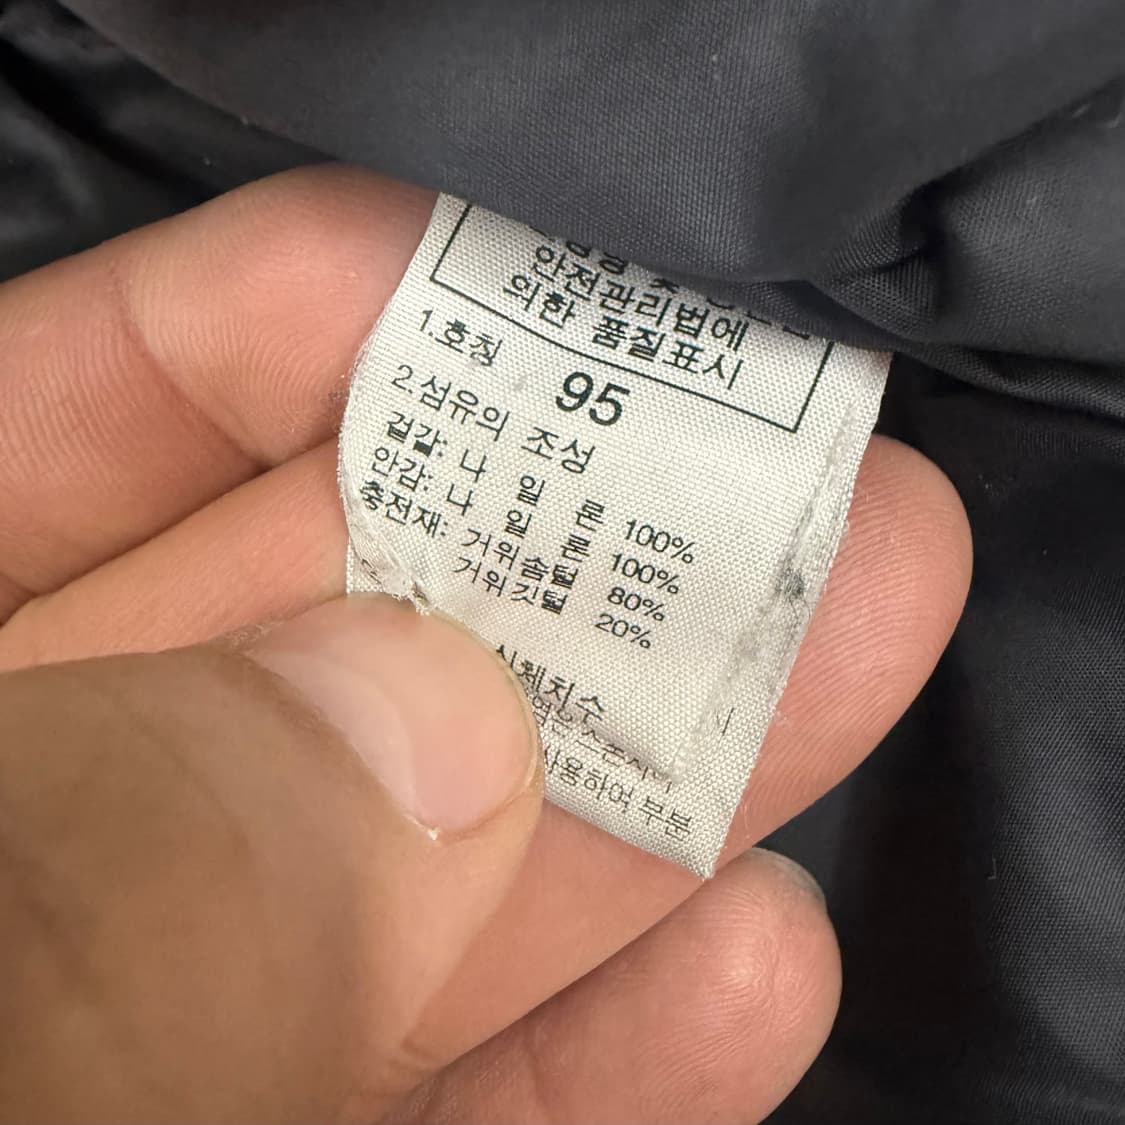 안전관리법에
의한 품질표시
1.호칭 95
2.섬유의 조성
겉감: 나 일 론 100%
안감: 나 일 론 100%
충전재: 거위솜털 80%
거위깃털 20%
신체치수
사용하여 부분